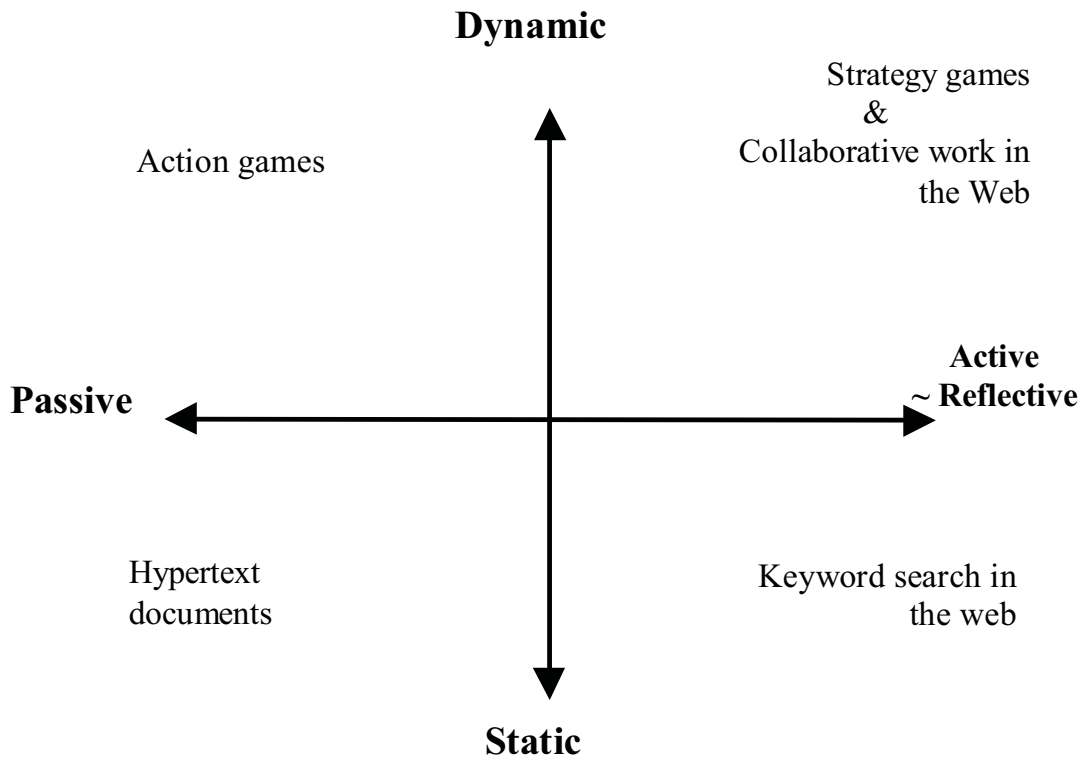 Dynamic
Strategy games
&
Collaborative work in
the Web
Action games
Active
~ Reflective
Passive
Hypertext
documents
Keyword search in
the web
Static